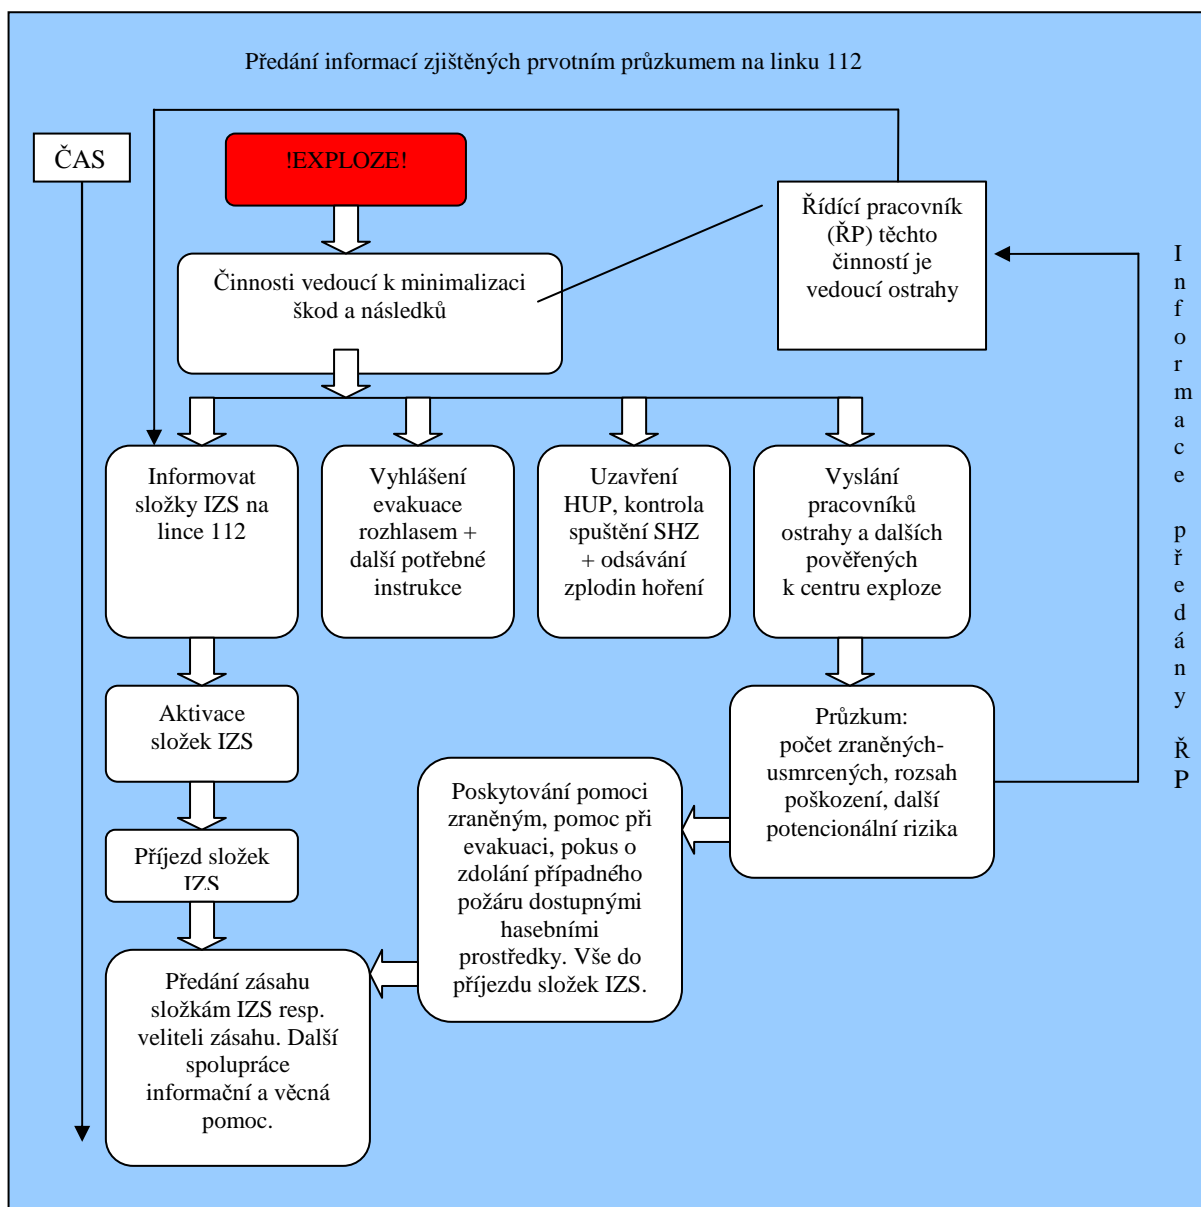 Předání informací zjištěných prvotním průzkumem na linku 112
ČAS
!EXPLOZE!
Řídící pracovník
(ŘP) těchto
činností je
vedoucí ostrahy
Činnosti vedoucí k minimalizaci
škod a následků
Informovat
složky IZS na
lince 112
Vyhlášení
evakuace
rozhlasem +
další potřebné
instrukce
Uzavření
HUP, kontrola
spuštění SHZ
+ odsávání
zplodin hoření
Vyslání
pracovníků
ostrahy a dalších
pověřených
k centru exploze
Informace předány ŘP
Aktivace
složek IZS
Průzkum:
počet zraněných-
usmrcených, rozsah
poškození, další
potencionální rizika
Poskytování pomoci
zraněným, pomoc při
evakuaci, pokus o
zdolání případného
požáru dostupnými
hasebními
prostředky. Vše do
příjezdu složek IZS.
Příjezd složek
IZS
Předání zásahu
složkám IZS resp.
veliteli zásahu. Další
spolupráce
informační a věcná
pomoc.